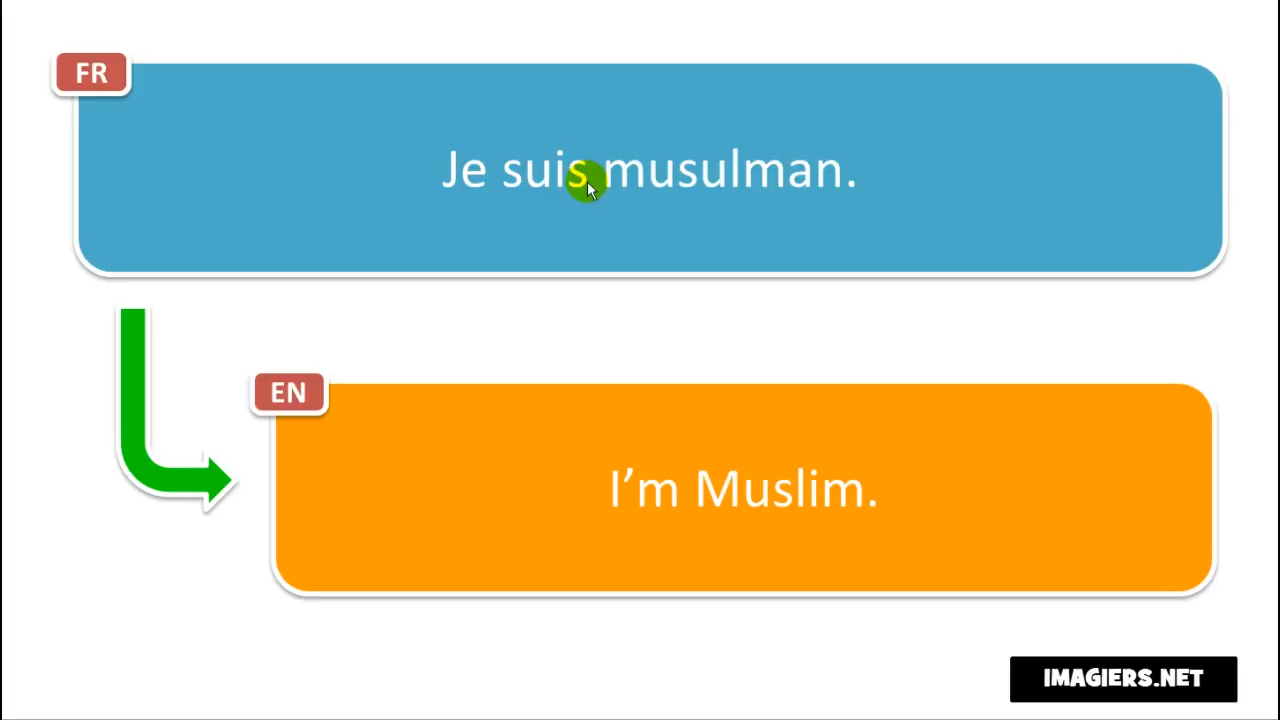 FR
Je suis musulman.
EN
I’m Muslim.
IMAGIERS.NET